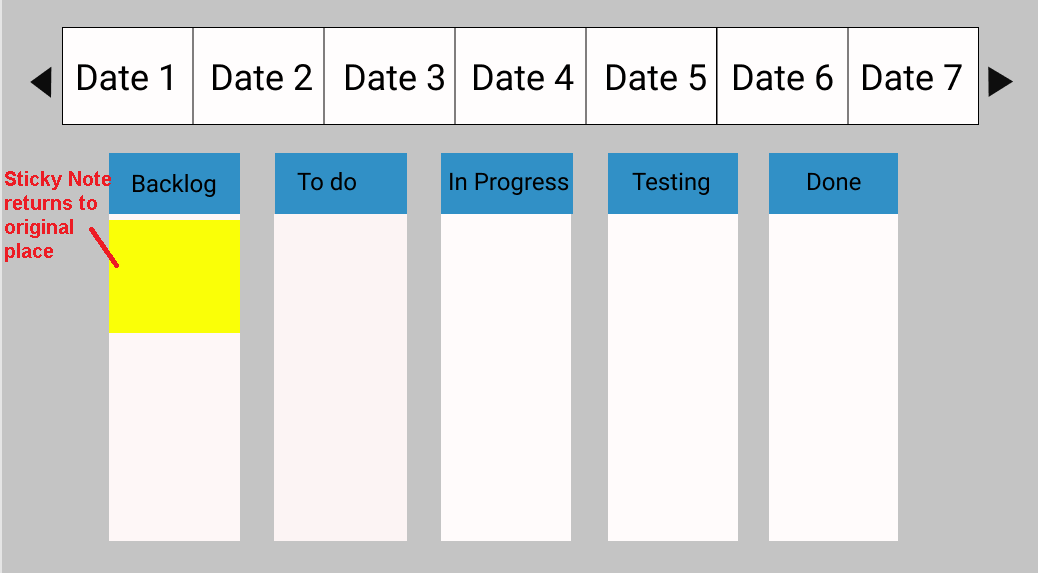 Date 1 Date 2 Date 3 Date 4 Date 5 Date 6 Date 7
Backlog To do In Progress Testing Done
Sticky Note
returns to
original
place